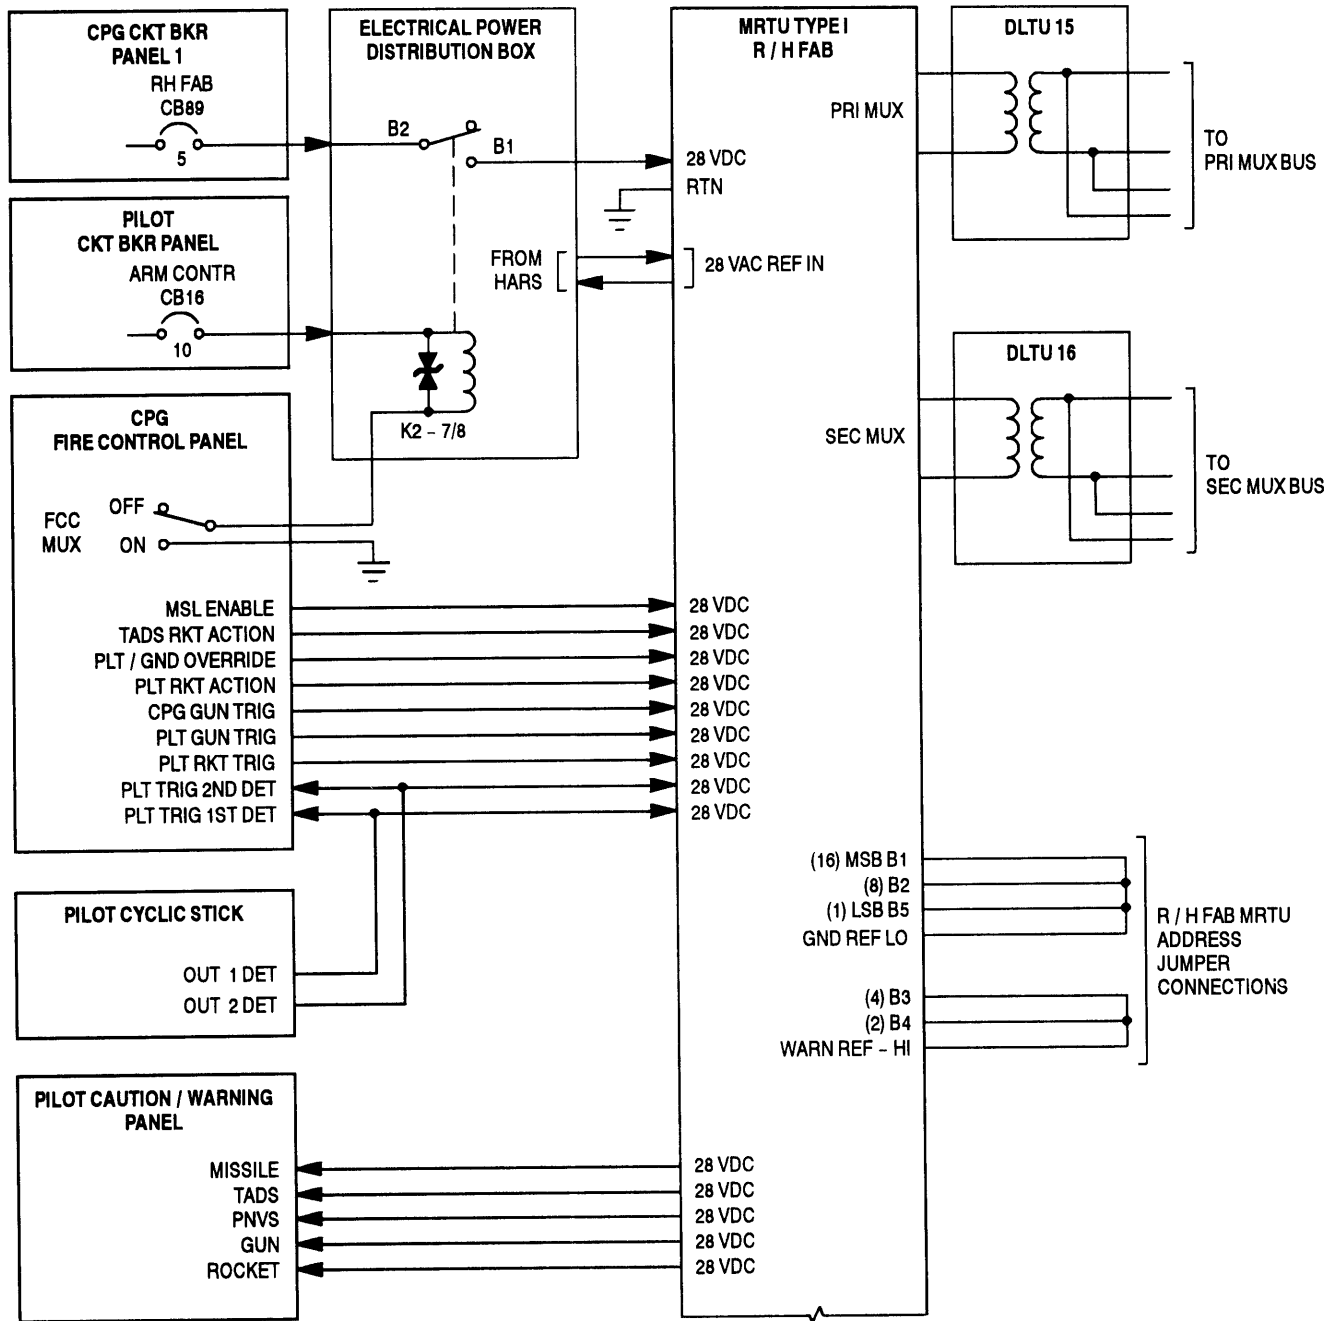 CPG CKT BKR
PANEL 1
RH FAB
CB89
5
PILOT
CKT BKR PANEL
ARM CONTR
CB16
10
ELECTRICAL POWER
DISTRIBUTION BOX
B2
B1
FROM
HARS
K2 – 7/8
MRTU TYPE I
R / H FAB
PRI MUX
28 VDC
RTN
28 VAC REF IN
SEC MUX
DLTU 15
TO
PRI MUX BUS
DLTU 16
TO
SEC MUX BUS
CPG
FIRE CONTROL PANEL
FCC
MUX
OFF
ON
MSL ENABLE
28 VDC
TADS RKT ACTION
28 VDC
PLT / GND OVERRIDE
28 VDC
PLT RKT ACTION
28 VDC
CPG GUN TRIG
28 VDC
PLT GUN TRIG
28 VDC
PLT RKT TRIG
28 VDC
PLT TRIG 2ND DET
28 VDC
PLT TRIG 1ST DET
28 VDC
(16) MSB B1
(8) B2
(1) LSB B5
GND REF LO
(4) B3
(2) B4
WARN REF – HI
R / H FAB MRTU
ADDRESS
JUMPER
CONNECTIONS
PILOT CYCLIC STICK
OUT 1 DET
OUT 2 DET
PILOT CAUTION / WARNING
PANEL
MISSILE
28 VDC
TADS
28 VDC
PNVS
28 VDC
GUN
28 VDC
ROCKET
28 VDC